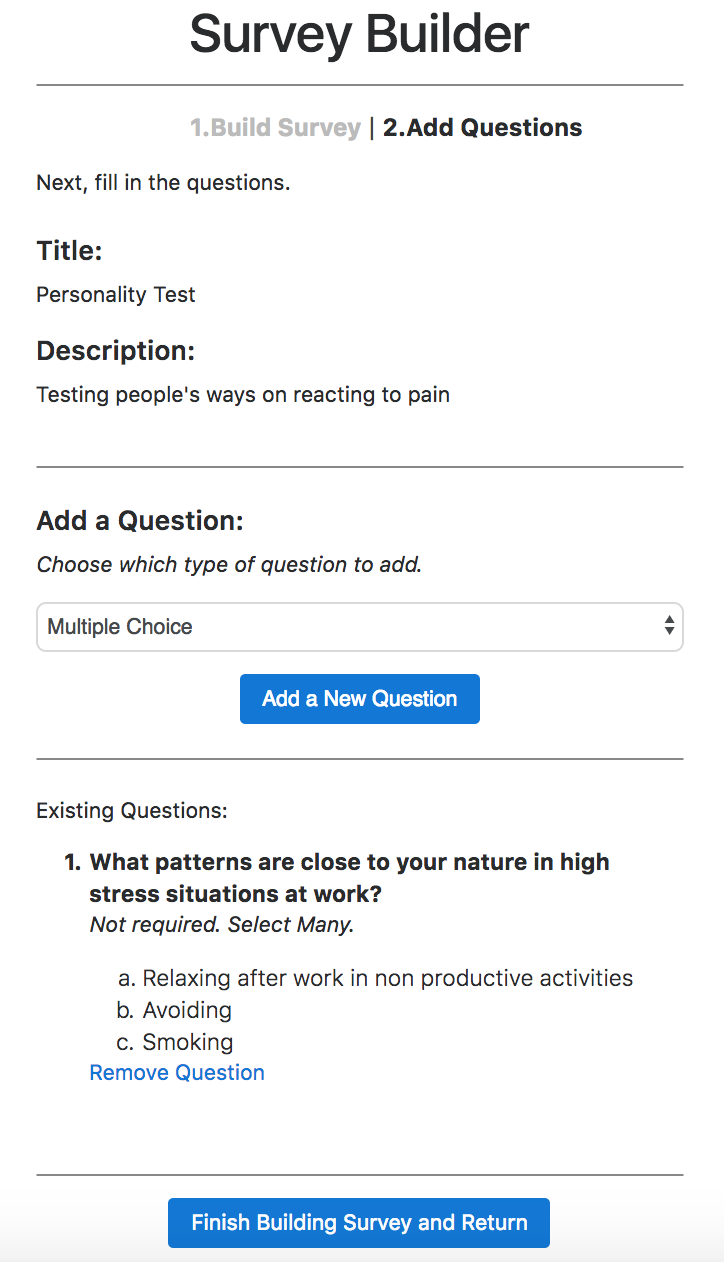 Survey Builder
1.Build Survey | 2.Add Questions
Next, fill in the questions.
Title:
Personality Test
Description:
Testing people's ways on reacting to pain
Add a Question:
Choose which type of question to add.
Multiple Choice
Add a New Question
Existing Questions:
1. What patterns are close to your nature in high
stress situations at work?
Not required. Select Many.
a. Relaxing after work in non productive activities
b. Avoiding
c. Smoking
Remove Question
Finish Building Survey and Return